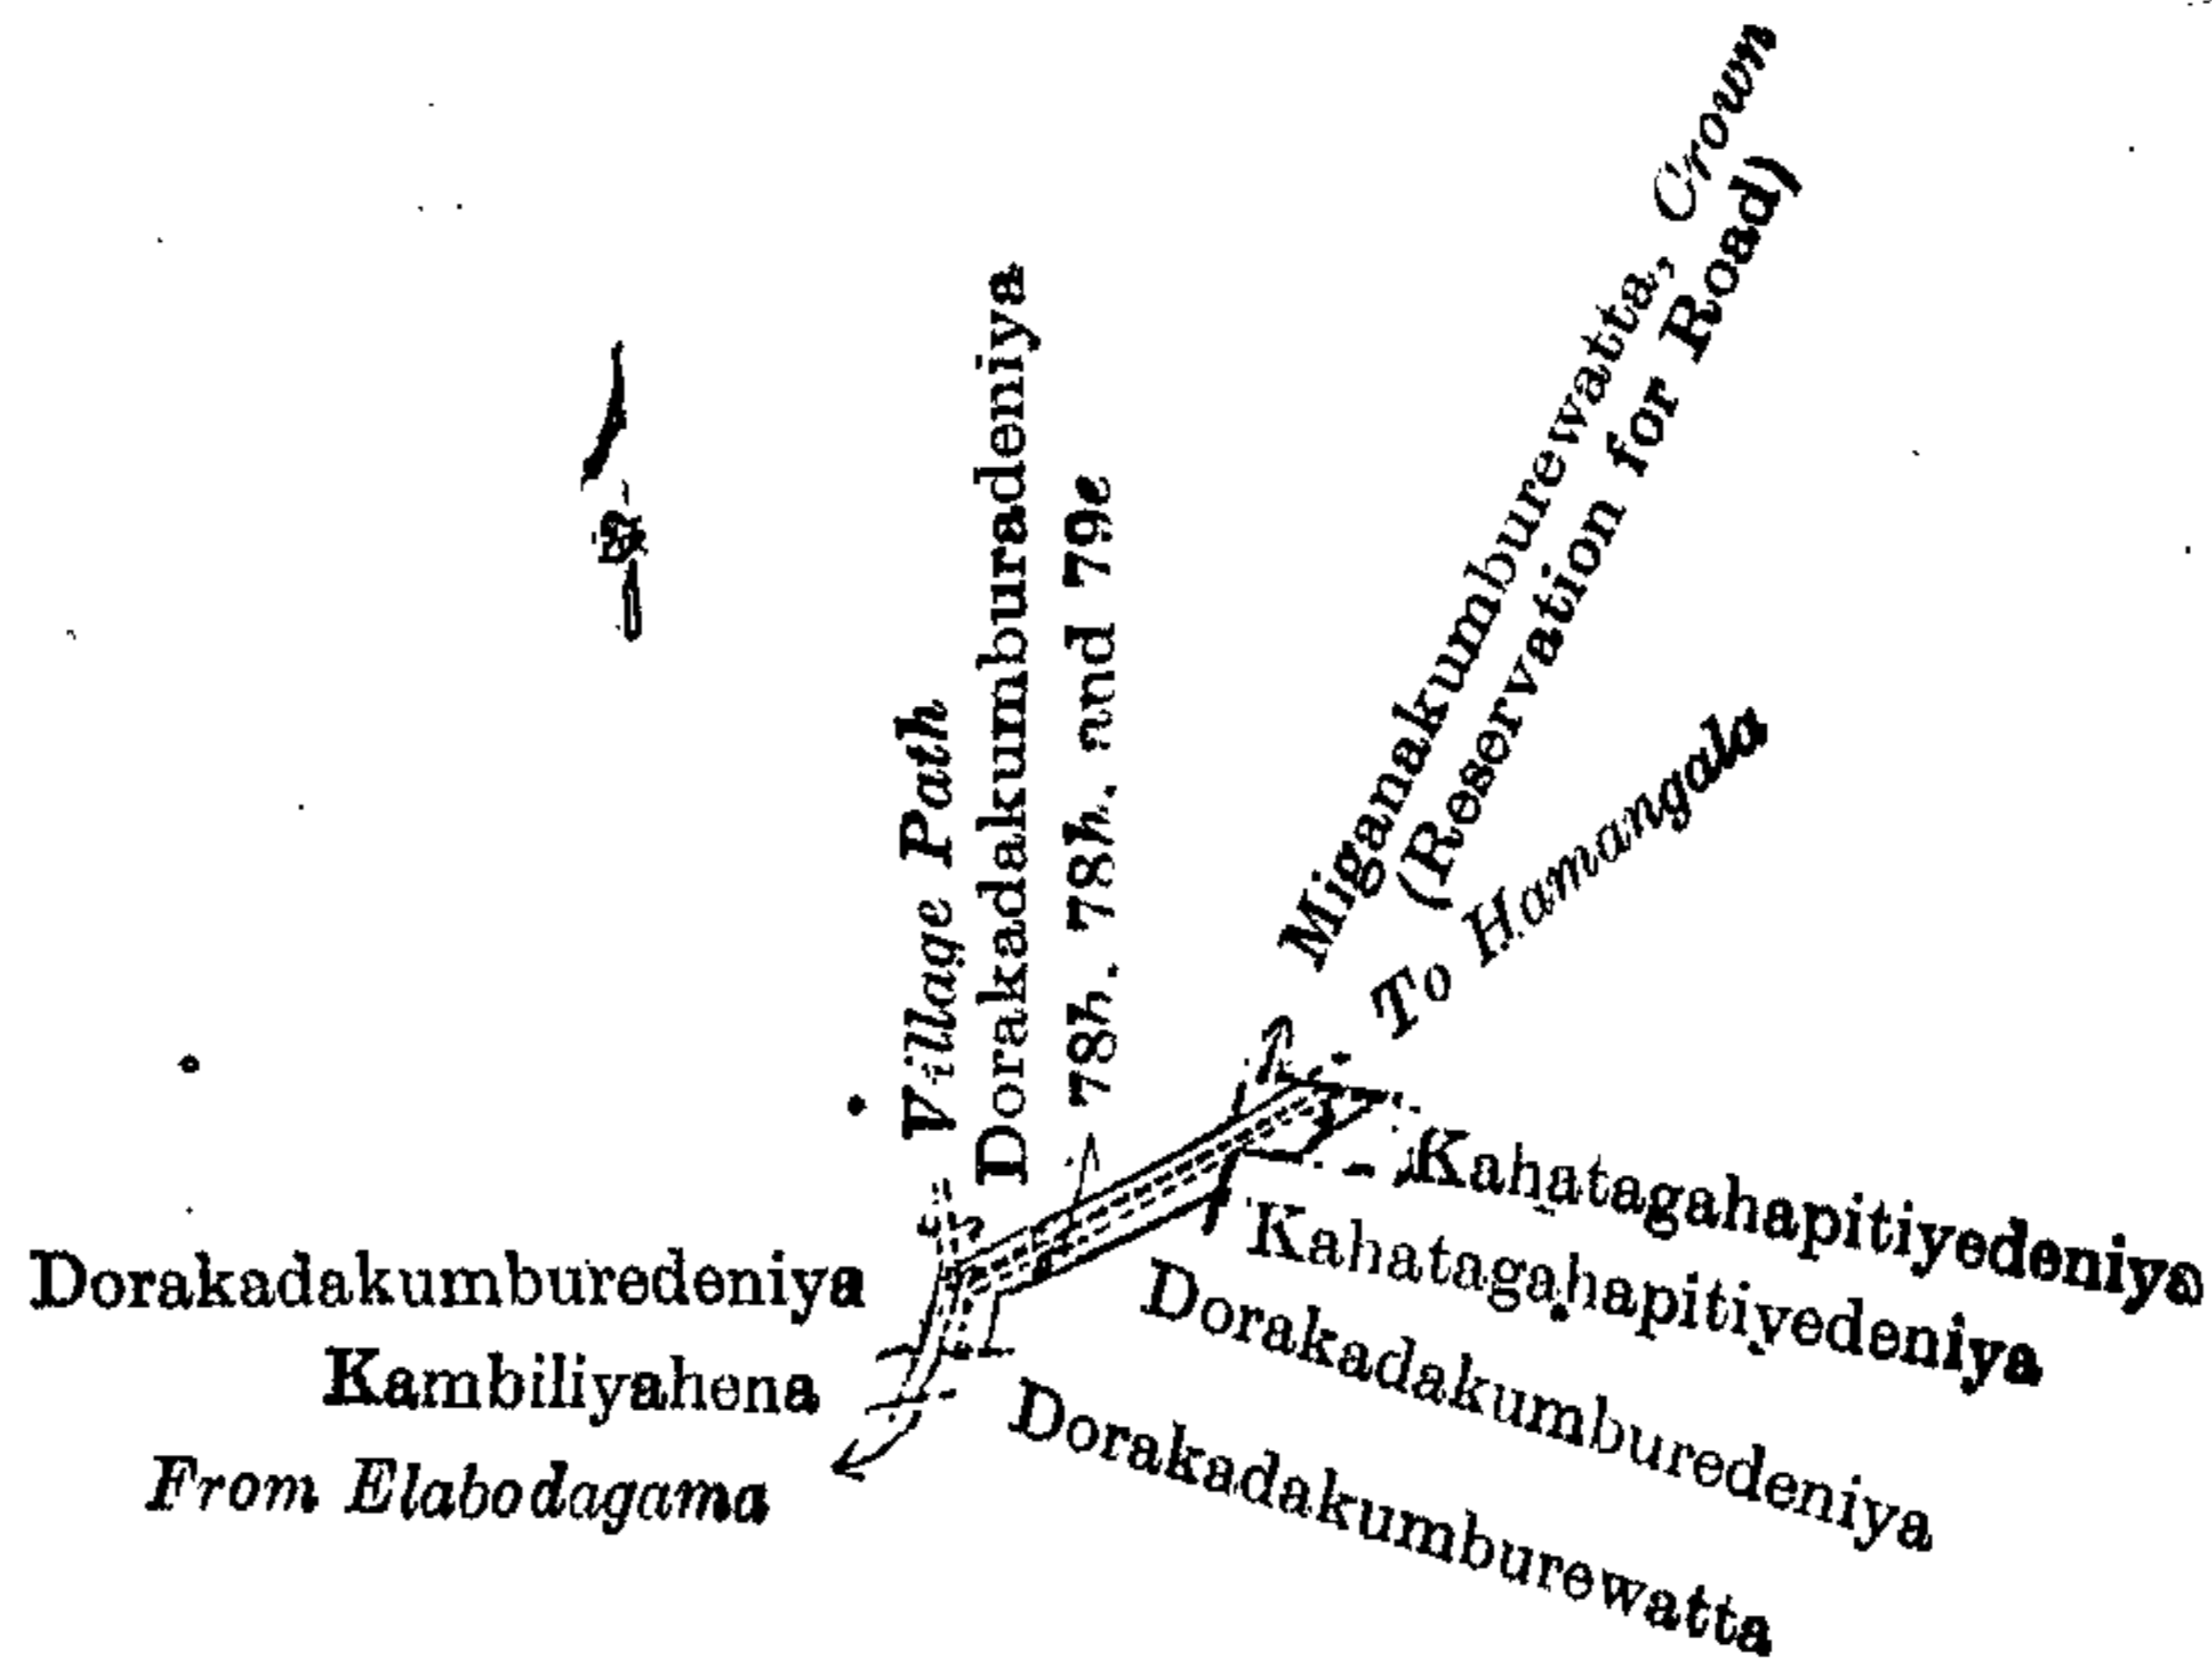 Village Path
Dorakadakumburadeniya
78h. 78h. and 79e
Miganakumburewatta, Crown
(Reservation for Road)
To Hamangala
Kahatagahapitiyedeniya
Kahatagahapitiyedeniya
Dorakadakumburedeniya
Dorakadakumburewatta
Dorakadakumburedeniya
Kambiliyahena
From Elabodagama